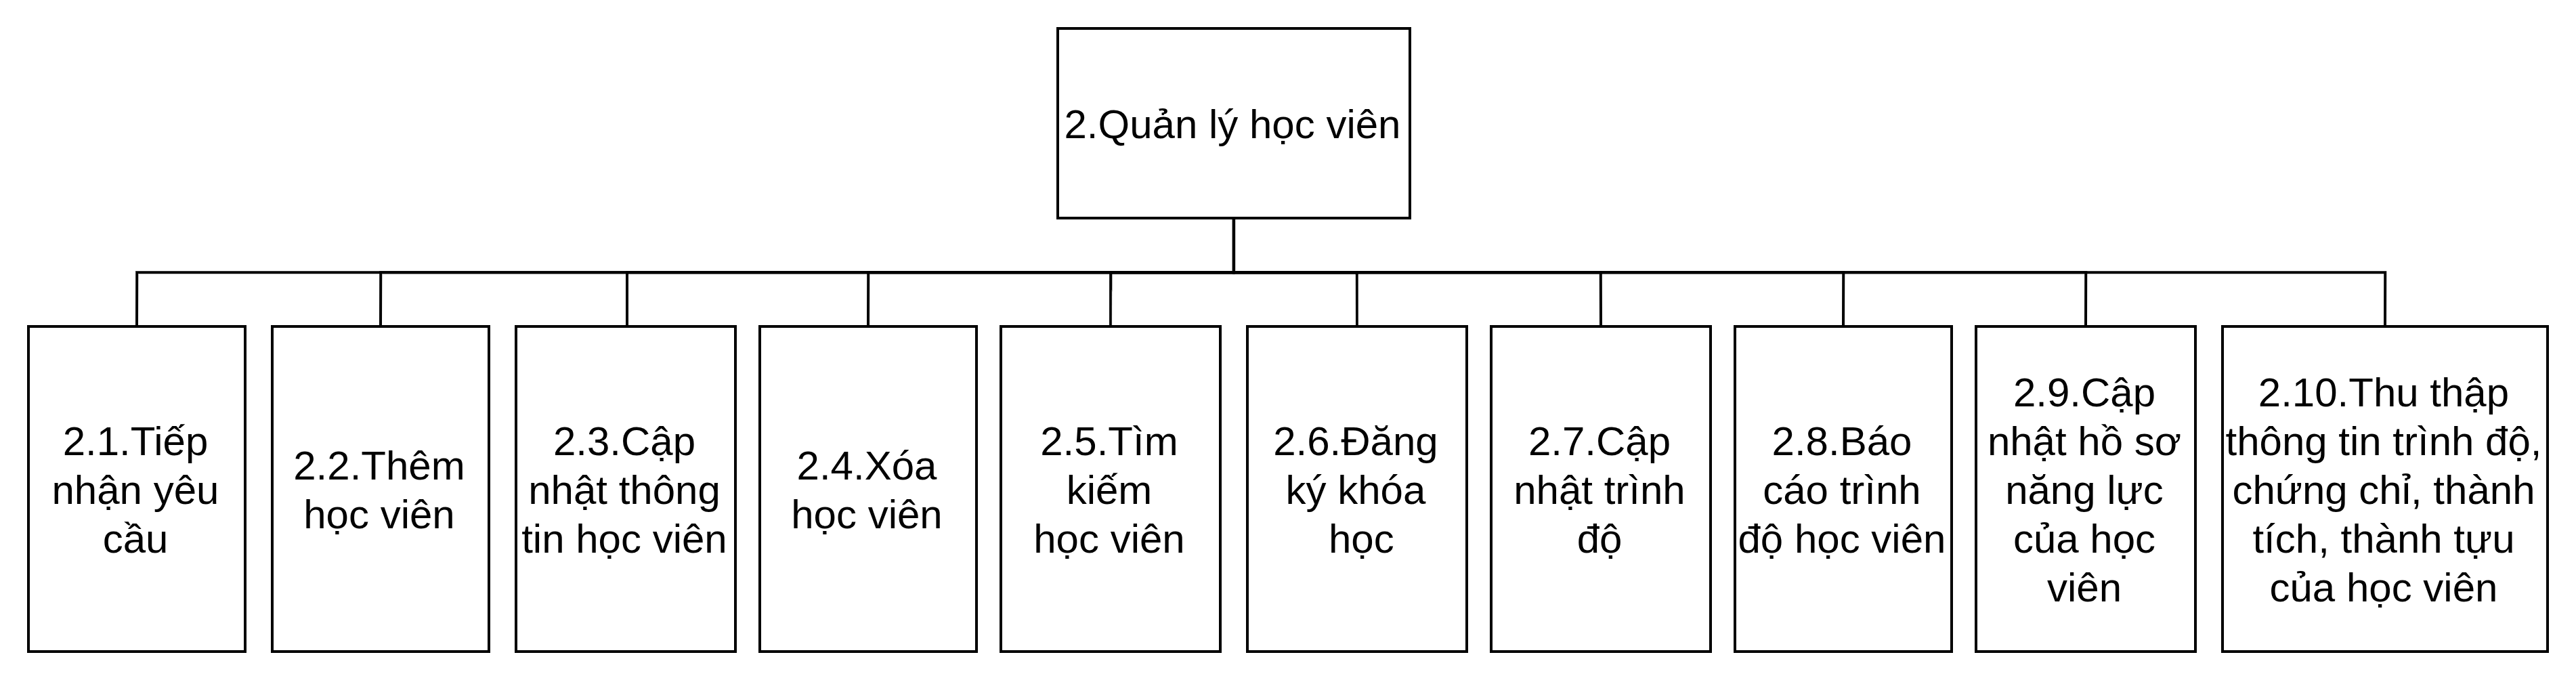 2.Quản lý học viên
2.1.Tiếp
nhận yêu
cầu
2.2.Thêm
học viên
2.3.Cập
nhật thông
tin học viên
2.4.Xóa
học viên
2.5.Tìm
kiếm
học viên
2.6.Đăng
ký khóa
học
2.7.Cập
nhật trình
độ
2.8.Báo
cáo trình
độ học viên
2.9.Cập
nhật hồ sơ
năng lực
của học
viên
2.10.Thu thập
thông tin trình độ,
chứng chỉ, thành
tích, thành tựu
của học viên